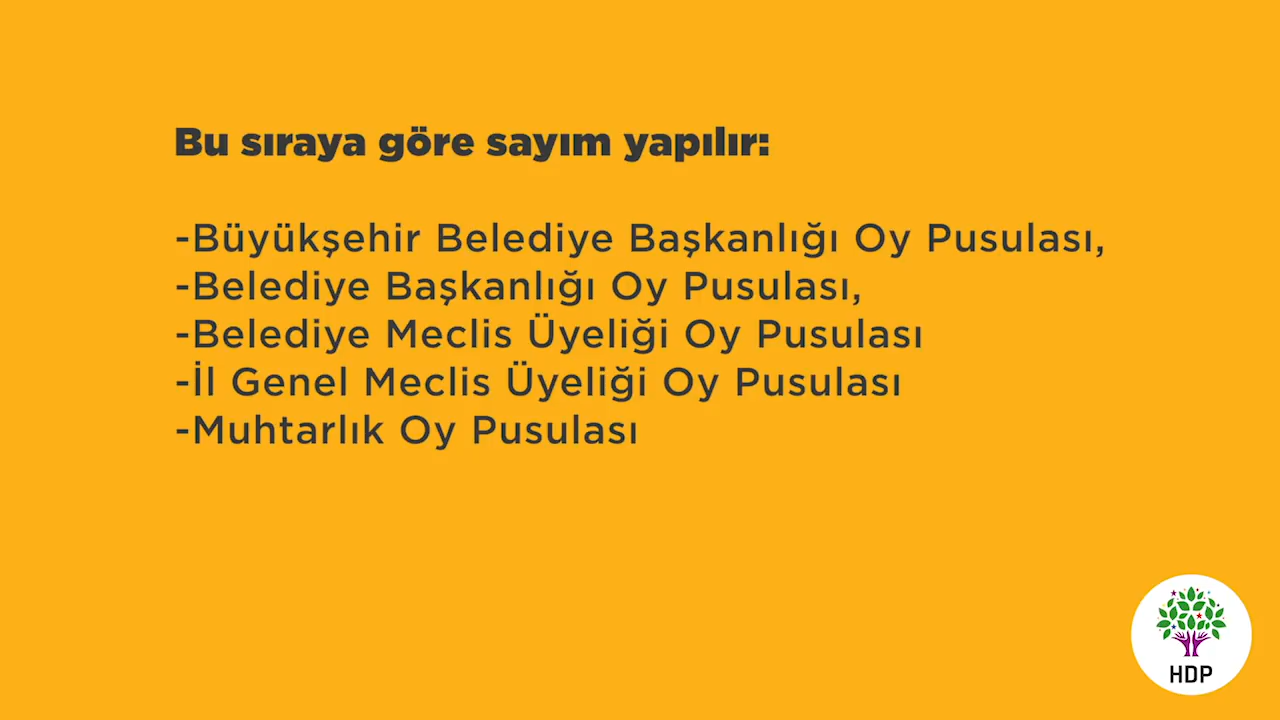 Bu sıraya göre sayım yapılır:
-Büyükşehir Belediye Başkanlığı Oy Pusulası,
-Belediye Başkanlığı Oy Pusulası,
-Belediye Meclis Üyeliği Oy Pusulası
-İl Genel Meclis Üyeliği Oy Pusulası
-Muhtarlık Oy Pusulası
HDP